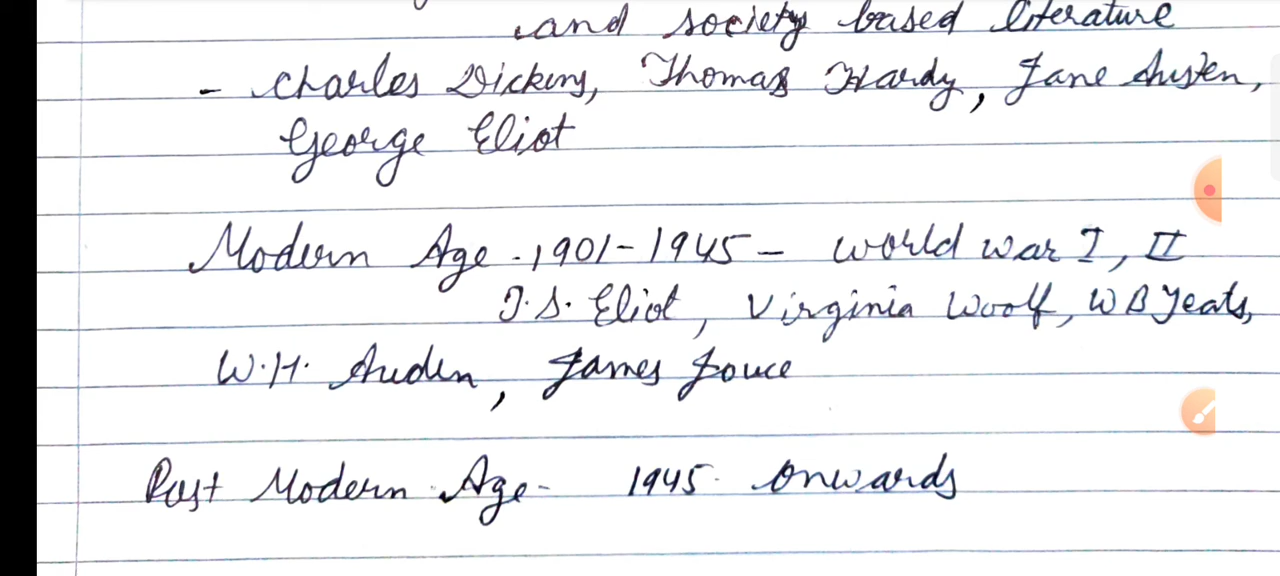 and society based literature
- Charles Dickens, Thomas Hardy, Jane Austen,
George Eliot
Modern Age - 1901-1945 - World war I, II
T.S. Eliot, Virginia Woolf, W B Yeats,
W.H. Auden, James Jouce
Post Modern Age - 1945 onwards